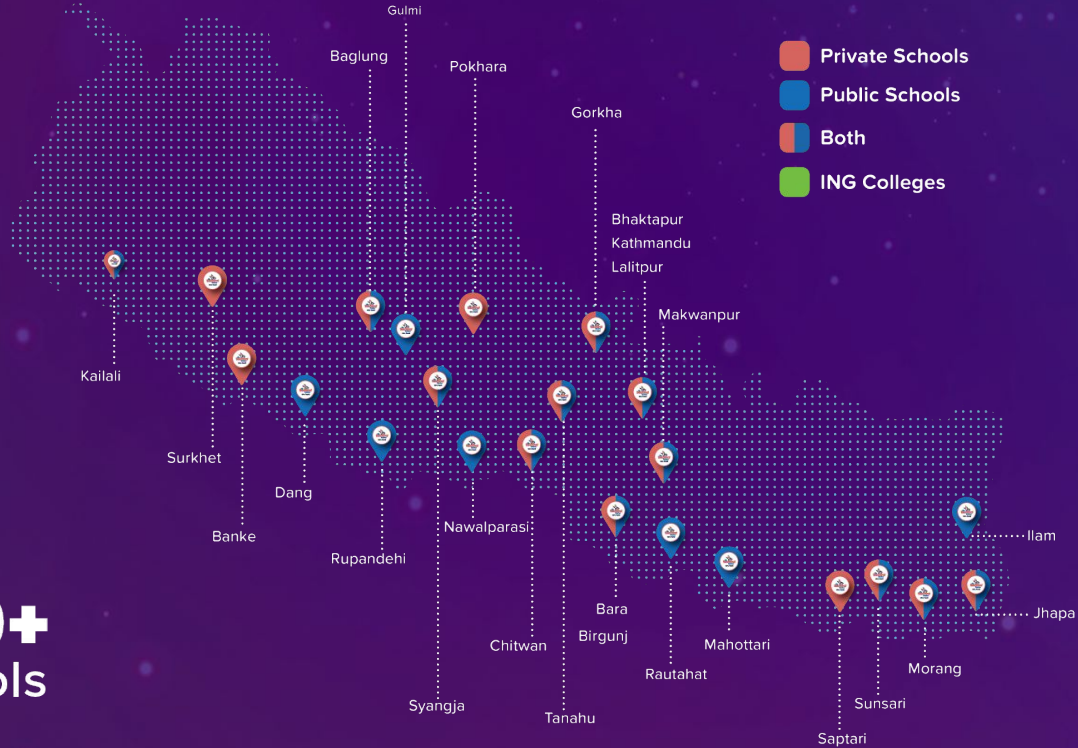 Gulmi
Baglung
Pokhara
Gorkha
Private Schools
Public Schools
Both
ING Colleges
Bhaktapur
Kathmandu
Lalitpur
Makwanpur
Kailali
Surkhet
Dang
Banke
Rupandehi
Nawalparasi
Ilam
Bara
Birgunj
Chitwan
Mahottari
Rautahat
Jhapa
Morang
Syangja
Tanahu
Sunsari
Saptari
+
ols